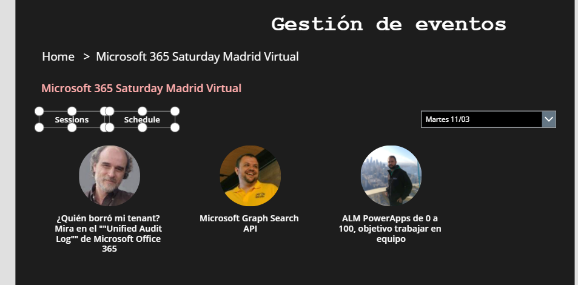 Gestión de eventos
Home > Microsoft 365 Saturday Madrid Virtual
Microsoft 365 Saturday Madrid Virtual
Sessions Schedule Martes 11/03
¿Quién borró mi tenant?
Mira en el ""Unified Audit
Log"" de Microsoft Office
365
Microsoft Graph Search
API
ALM PowerApps de 0 a
100, objetivo trabajar en
equipo